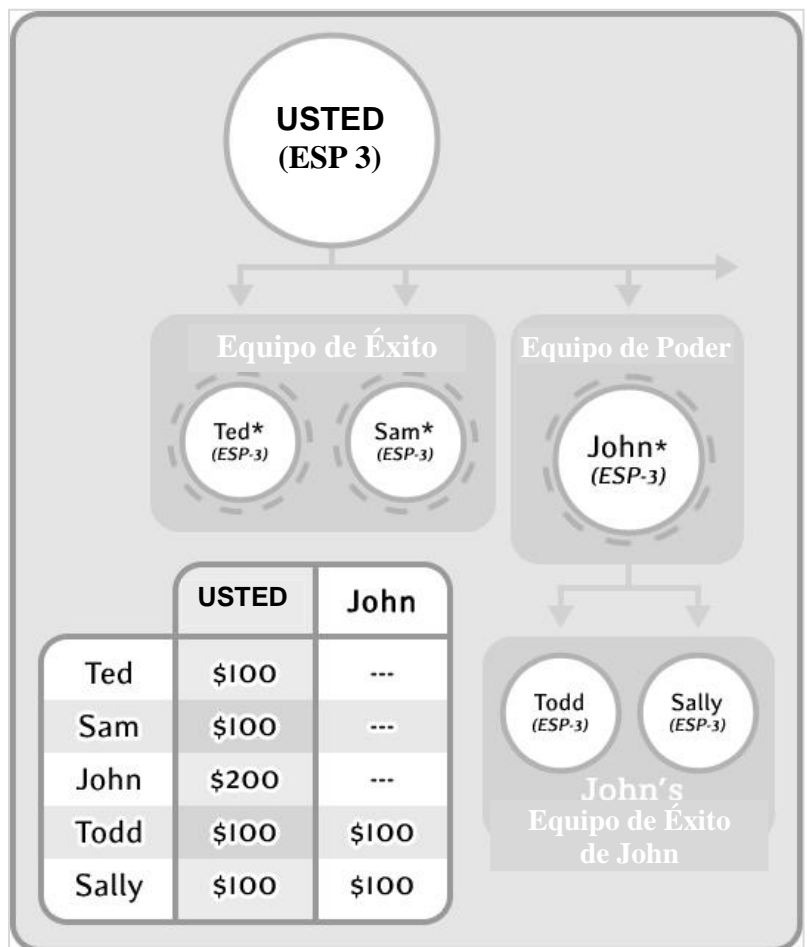 USTED
(ESP 3)
Equipo de Éxito
Equipo de Poder
Ted*
(ESP-3)
Sam*
(ESP-3)
John*
(ESP-3)
USTED John
Ted $100 ---
Sam $100 ---
John $200 ---
Todd $100 $100
Sally $100 $100
Todd
(ESP-3)
Sally
(ESP-3)
John's
Equipo de Éxito
de John